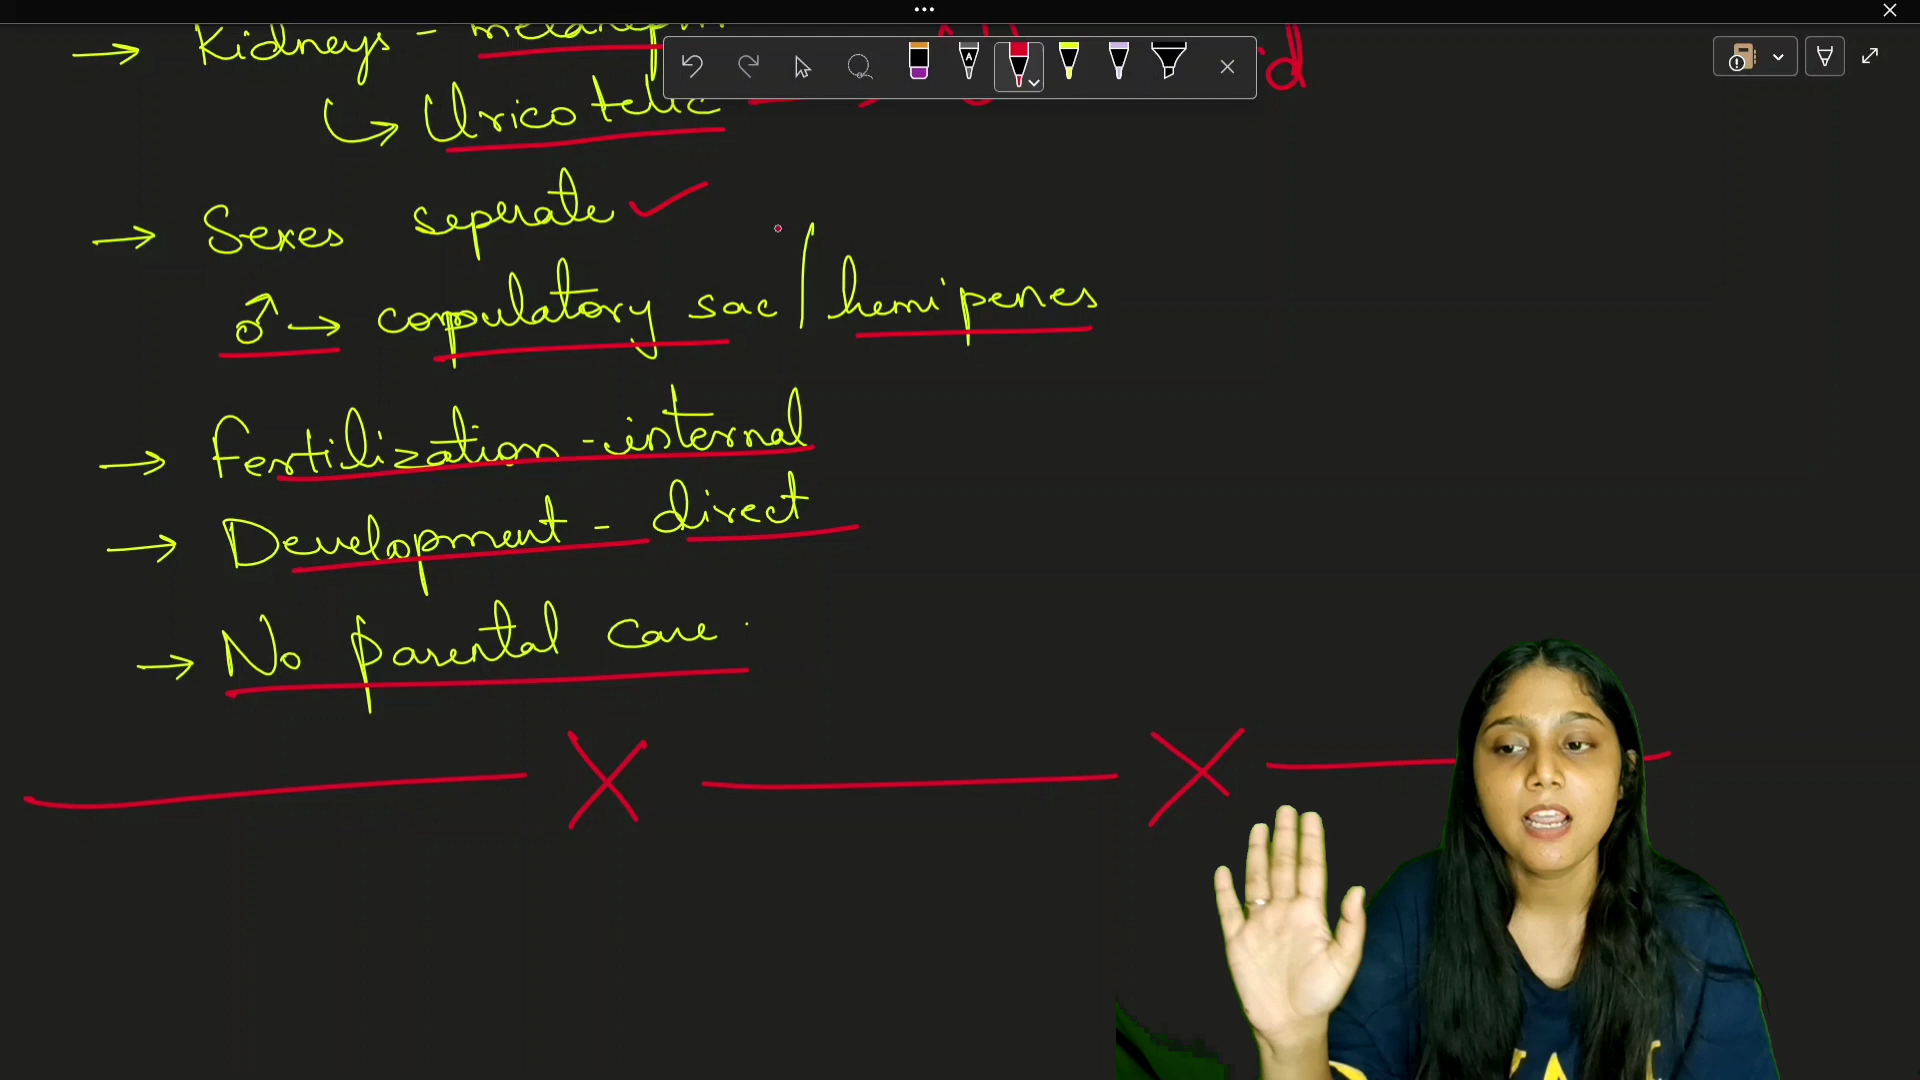 → Kidneys -
↳ Uricotelic
→ Sexes seperate ✓
♂ → copulatory sac / hemipenes
→ Fertilization - internal
→ Development - direct
→ No parental care.